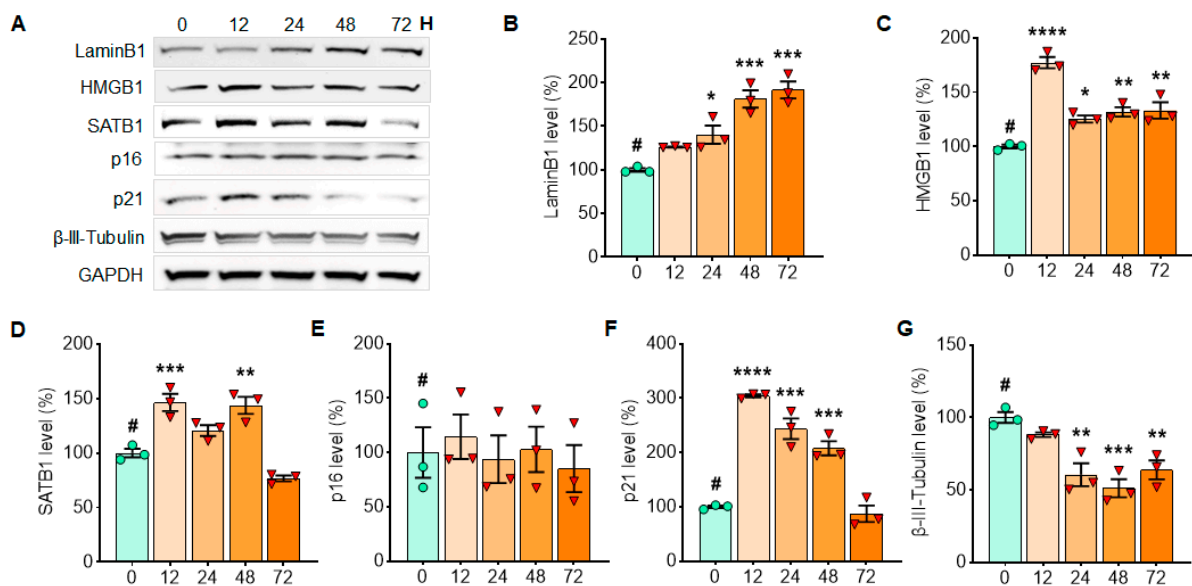 A
0 12 24 48 72 H
LaminB1
HMGB1
SATB1
p16
p21
β-III-Tubulin
GAPDH
B
LaminB1 level (%)
250
200
150
100
50
0
#
*
***
***
0 12 24 48 72
C
HMGB1 level (%)
200
150
100
50
0
#
****
*
**
**
0 12 24 48 72
D
SATB1 level (%)
200
150
100
50
0
#
***
**
0 12 24 48 72
E
p16 level (%)
200
150
100
50
0
#
0 12 24 48 72
F
p21 level (%)
400
300
200
100
0
#
****
***
***
0 12 24 48 72
G
β-III-Tubulin level (%)
150
100
50
0
#
**
***
**
0 12 24 48 72